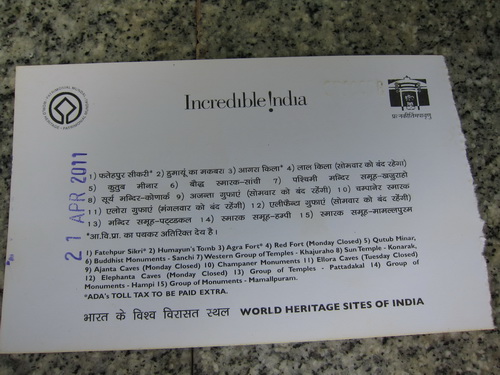 Incredible !ndia
21 APR 2011
1) फतेहपुर सीकरी* 2) हुमायूं का मकबरा 3) आगरा किला* 4) लाल किला (सोमवार को बंद रहेगा)
5) कुतुब मीनार 6) बौद्ध स्मारक-सांची 7) पश्चिमी मन्दिर समूह-खजुराहो
8) सूर्य मन्दिर-कोणार्क 9) अजन्ता गुफाएं (सोमवार को बंद रहेंगी) 10) चम्पानेर स्मारक
11) एलोरा गुफाएं (मंगलवार को बंद रहेंगी) 12) एलीफेन्टा गुफाएं (सोमवार को बंद रहेंगी)
13) मन्दिर समूह-पट्टदकल 14) स्मारक समूह-हम्पी 15) स्मारक समूह-मामल्लपुरम
*आ.वि.प्रा. का पथकर अतिरिक्त देय है।
1) Fatehpur Sikri* 2) Humayun's Tomb 3) Agra Fort* 4) Red Fort (Monday Closed) 5) Qutub Minar,
6) Buddhist Monuments - Sanchi 7) Western Group of Temples - Khajuraho 8) Sun Temple - Konarak,
9) Ajanta Caves (Monday Closed) 10) Champaner Monuments 11) Ellora Caves (Tuesday Closed)
12) Elephanta Caves (Monday Closed) 13) Group of Temples - Pattadakal 14) Group of
Monuments - Hampi 15) Group of Monuments - Mamallapuram.
*ADA's TOLL TAX TO BE PAID EXTRA.
भारत के विश्व विरासत स्थल WORLD HERITAGE SITES OF INDIA